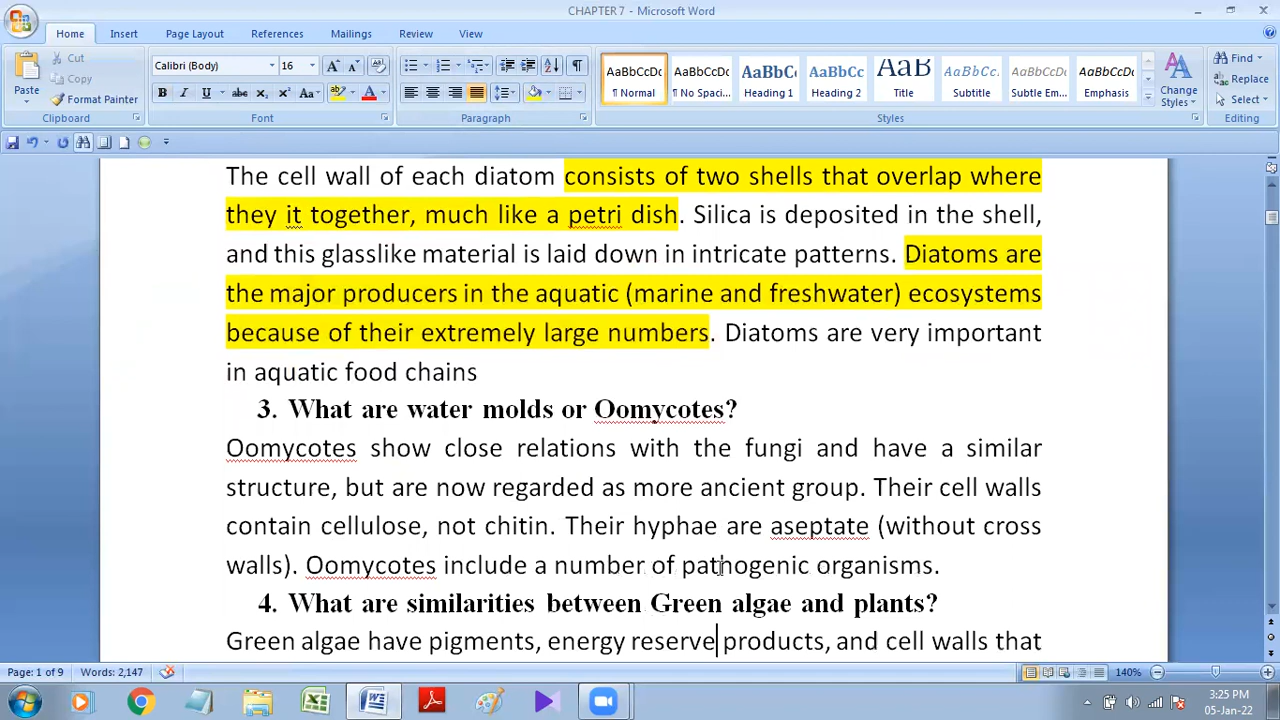 CHAPTER 7 - Microsoft Word
Home Insert Page Layout References Mailings Review View
Paste
Cut
Copy
Format Painter
Clipboard
Calibri (Body) 16
B I U abc X₂ X² Aa
Font
Paragraph
AaBbCcDc AaBbCcDc AaBbCc AaBbCc AaB AaBbCcL AaBbCcDc AaBbCcDc
¶ Normal ¶ No Spaci... Heading 1 Heading 2 Title Subtitle Subtle Em... Emphasis
Change
Styles
Styles
Find
Replace
Select
Editing
The cell wall of each diatom consists of two shells that overlap where
they it together, much like a petri dish. Silica is deposited in the shell,
and this glasslike material is laid down in intricate patterns. Diatoms are
the major producers in the aquatic (marine and freshwater) ecosystems
because of their extremely large numbers. Diatoms are very important
in aquatic food chains
3. What are water molds or Oomycotes?
Oomycotes show close relations with the fungi and have a similar
structure, but are now regarded as more ancient group. Their cell walls
contain cellulose, not chitin. Their hyphae are aseptate (without cross
walls). Oomycotes include a number of pathogenic organisms.
4. What are similarities between Green algae and plants?
Green algae have pigments, energy reserve products, and cell walls that
Page: 1 of 9 Words: 2,147 140%
3:25 PM
05-Jan-22